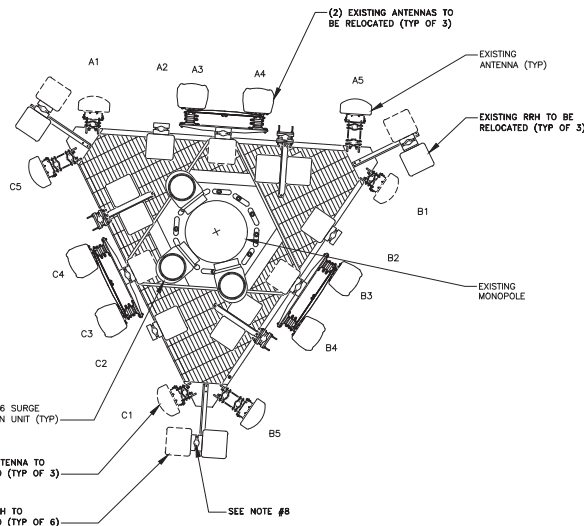 (2) EXISTING ANTENNAS TO
BE RELOCATED (TYP OF 3)
A1
A2
A3
A4
A5
EXISTING
ANTENNA (TYP)
EXISTING RRH TO BE
RELOCATED (TYP OF 3)
C5
B1
C4
B2
B3
EXISTING
MONOPOLE
C3
B4
C2
6 SURGE
N UNIT (TYP)
C1
B5
TENNA TO
(TYP OF 3)
H TO
(TYP OF 6)
SEE NOTE #8